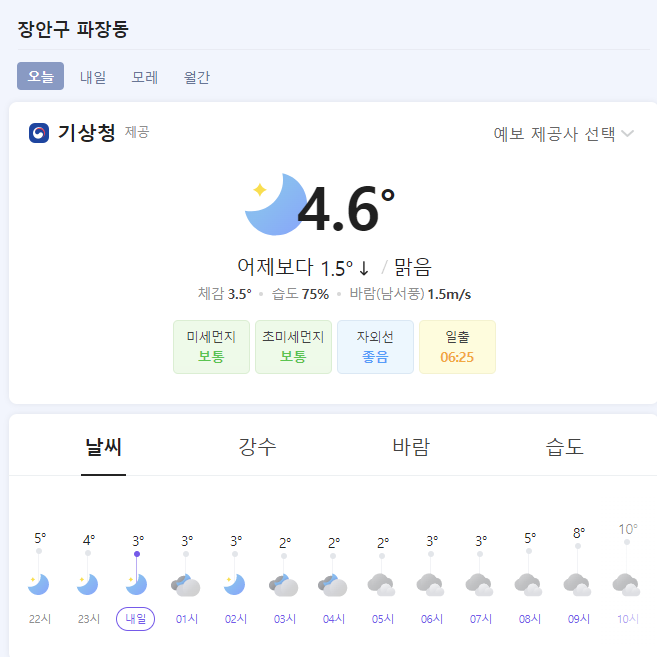 장안구 파장동
오늘 내일 모레 월간
기상청 제공 예보 제공사 선택
4.6°
어제보다 1.5°↓ / 맑음
체감 3.5° • 습도 75% • 바람(남서풍) 1.5m/s
미세먼지 초미세먼지 자외선 일출
보통 보통 좋음 06:25
날씨 강수 바람 습도
5° 4° 3° 3° 3° 2° 2° 2° 3° 3° 5° 8° 10°
22시 23시 내일 01시 02시 03시 04시 05시 06시 07시 08시 09시 10시